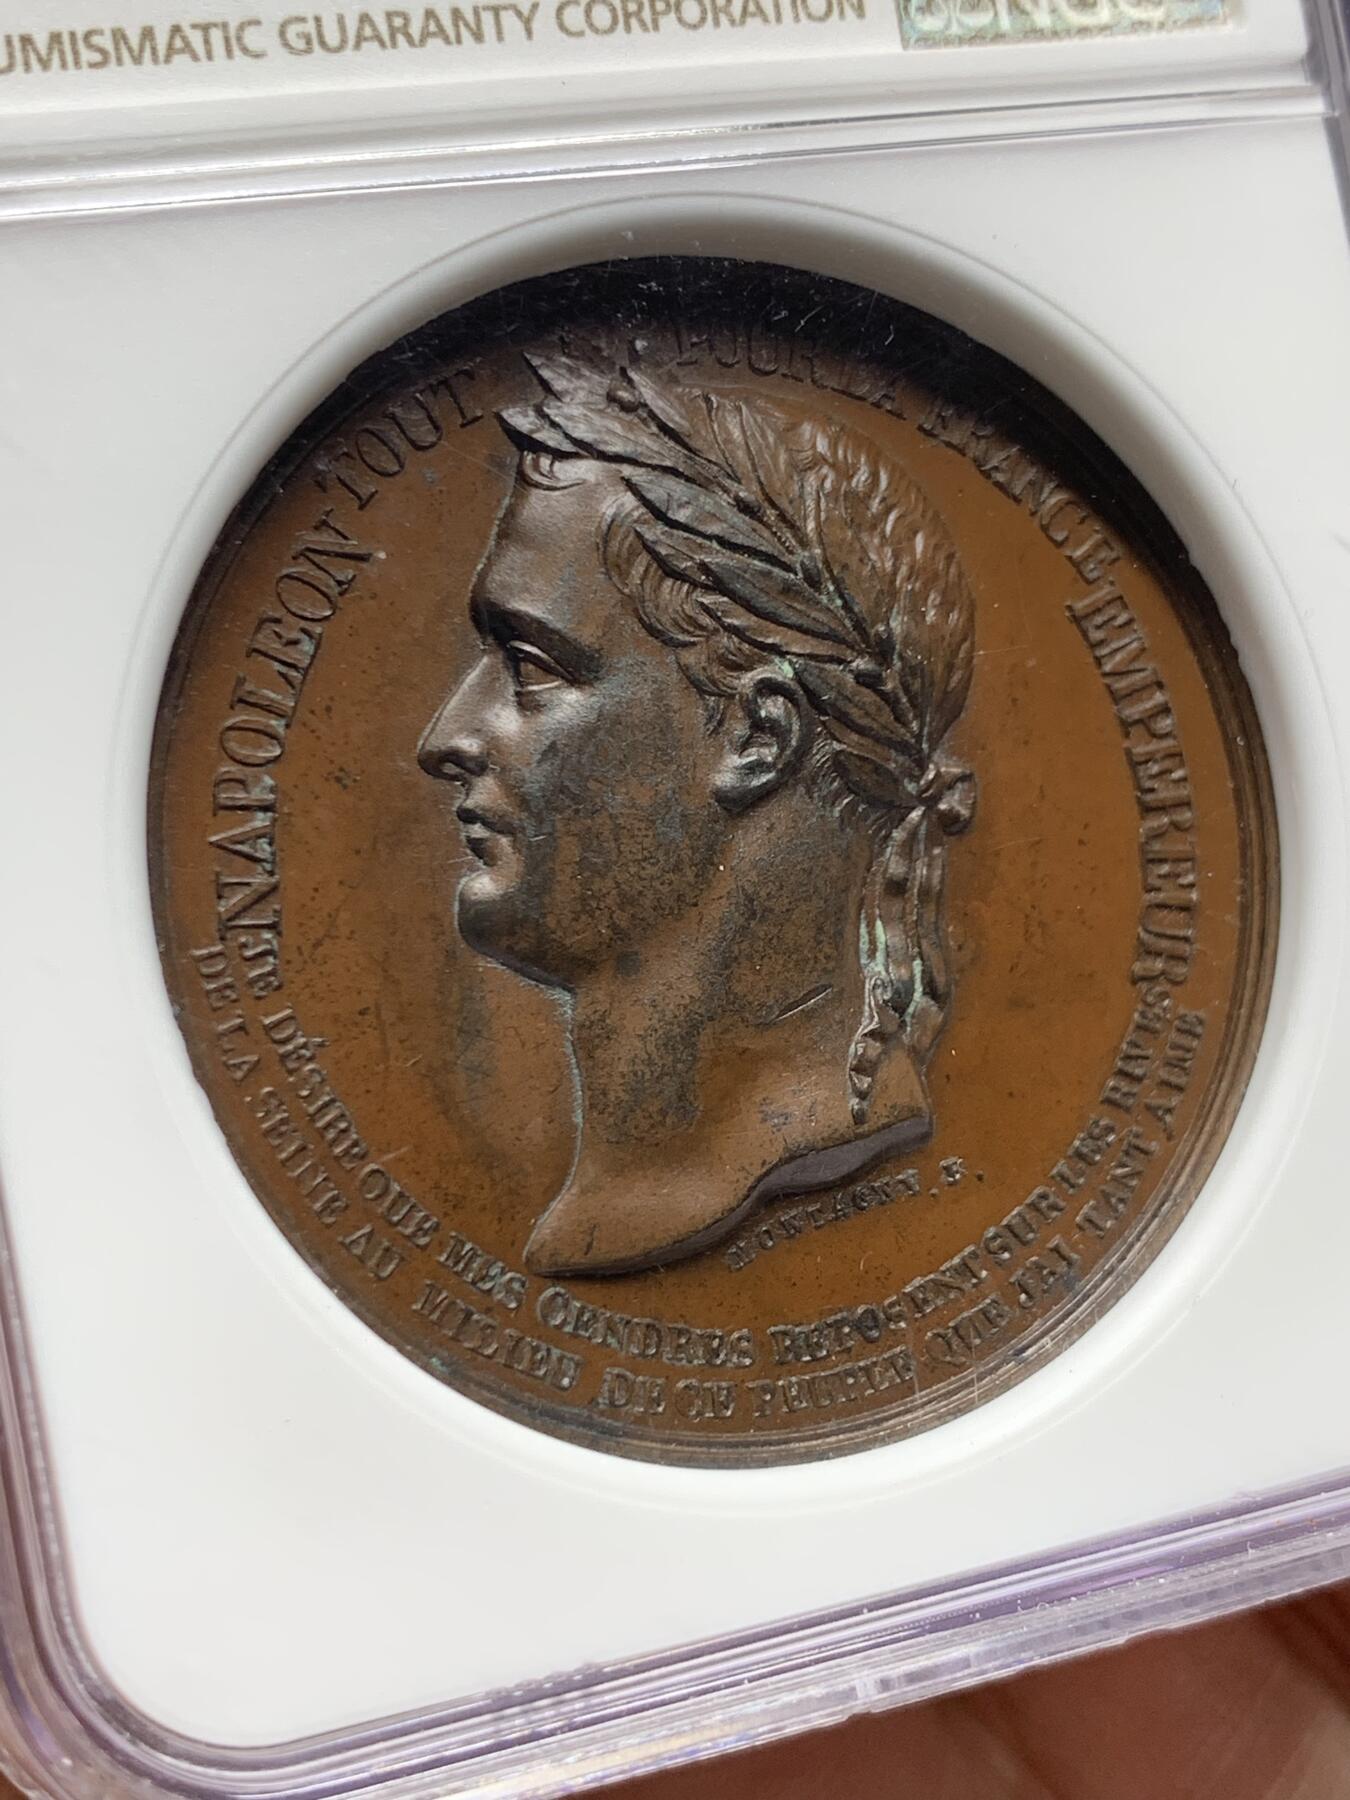 UMISMATIC GUARANTY CORPORATION
NAPOLEON TOUT POUR LA FRANCE EMPEREUR
JE DÉSIRE QUE MES CENDRES REPOSENT SUR LES RIVES
DE LA SEINE AU MILIEU DE CE PEUPLE QUE J'AI TANT AIMÉ
MONTAGNY. F.